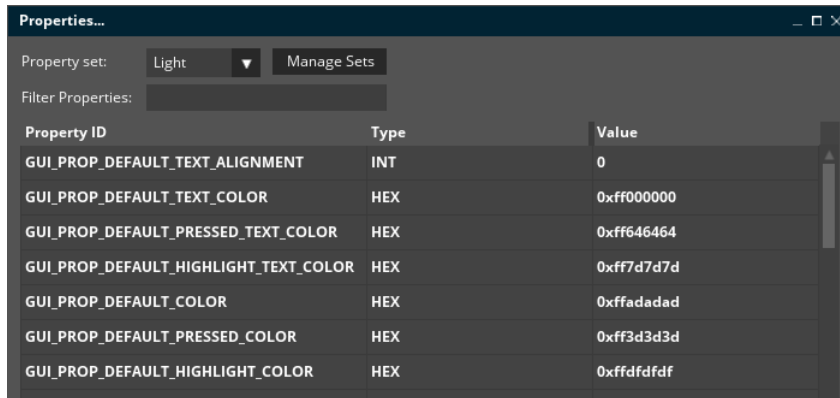 Properties...
Property set: Light Manage Sets
Filter Properties:
Property ID Type Value
GUI_PROP_DEFAULT_TEXT_ALIGNMENT INT 0
GUI_PROP_DEFAULT_TEXT_COLOR HEX 0xff000000
GUI_PROP_DEFAULT_PRESSED_TEXT_COLOR HEX 0xff646464
GUI_PROP_DEFAULT_HIGHLIGHT_TEXT_COLOR HEX 0xff7d7d7d
GUI_PROP_DEFAULT_COLOR HEX 0xffadadad
GUI_PROP_DEFAULT_PRESSED_COLOR HEX 0xff3d3d3d
GUI_PROP_DEFAULT_HIGHLIGHT_COLOR HEX 0xffdfdfdf